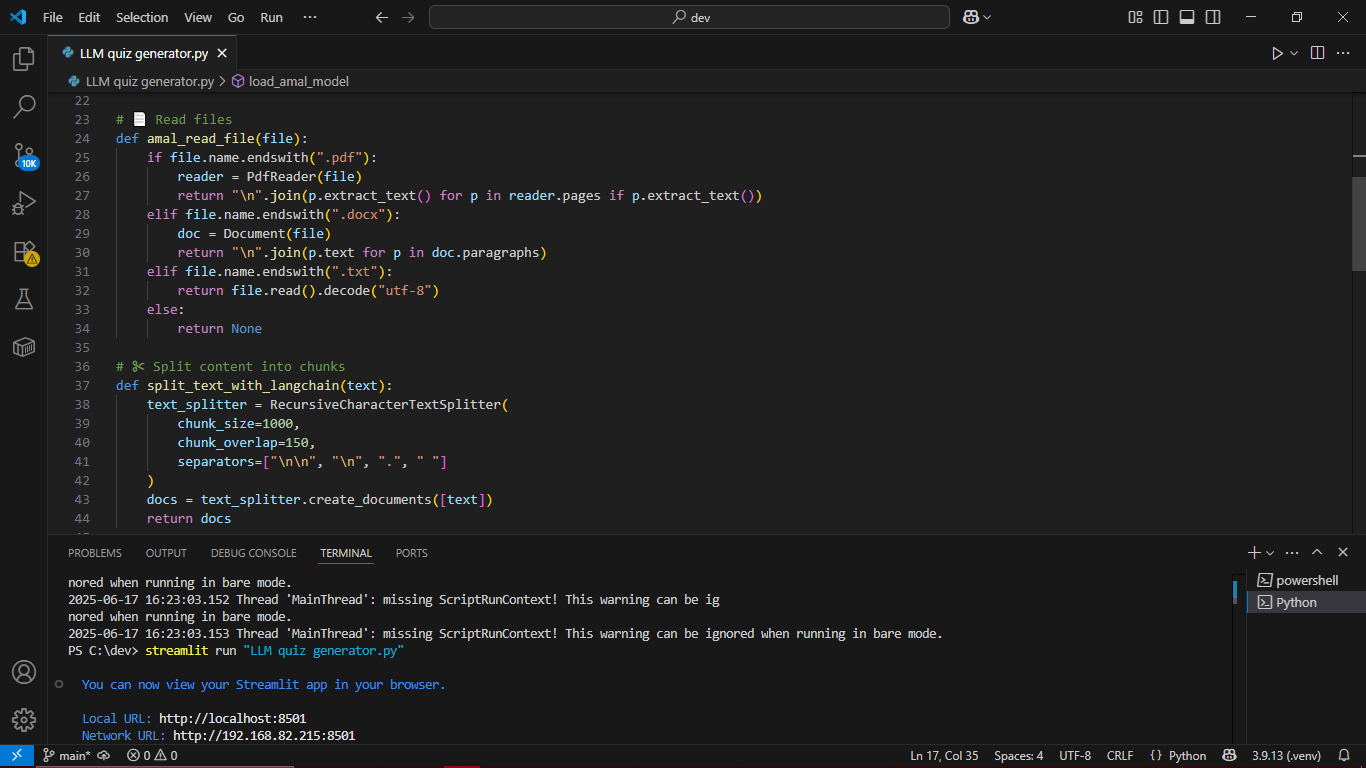 File Edit Selection View Go Run ··· dev
LLM quiz generator.py
LLM quiz generator.py > load_amal_model
22
23 # 📄 Read files
24 def amal_read_file(file):
25     if file.name.endswith(".pdf"):
26         reader = PdfReader(file)
27         return "\n".join(p.extract_text() for p in reader.pages if p.extract_text())
28     elif file.name.endswith(".docx"):
29         doc = Document(file)
30         return "\n".join(p.text for p in doc.paragraphs)
31     elif file.name.endswith(".txt"):
32         return file.read().decode("utf-8")
33     else:
34         return None
35
36 # ✂ Split content into chunks
37 def split_text_with_langchain(text):
38     text_splitter = RecursiveCharacterTextSplitter(
39         chunk_size=1000,
40         chunk_overlap=150,
41         separators=["\n\n", "\n", ".", " "]
42     )
43     docs = text_splitter.create_documents([text])
44     return docs
10K
PROBLEMS OUTPUT DEBUG CONSOLE TERMINAL PORTS
powershell
Python
nored when running in bare mode.
2025-06-17 16:23:03.152 Thread 'MainThread': missing ScriptRunContext! This warning can be ig
nored when running in bare mode.
2025-06-17 16:23:03.153 Thread 'MainThread': missing ScriptRunContext! This warning can be ignored when running in bare mode.
PS C:\dev> streamlit run "LLM quiz generator.py"
You can now view your Streamlit app in your browser.
Local URL: http://localhost:8501
Network URL: http://192.168.82.215:8501
main* 0 0 Ln 17, Col 35 Spaces: 4 UTF-8 CRLF {} Python 3.9.13 (.venv)